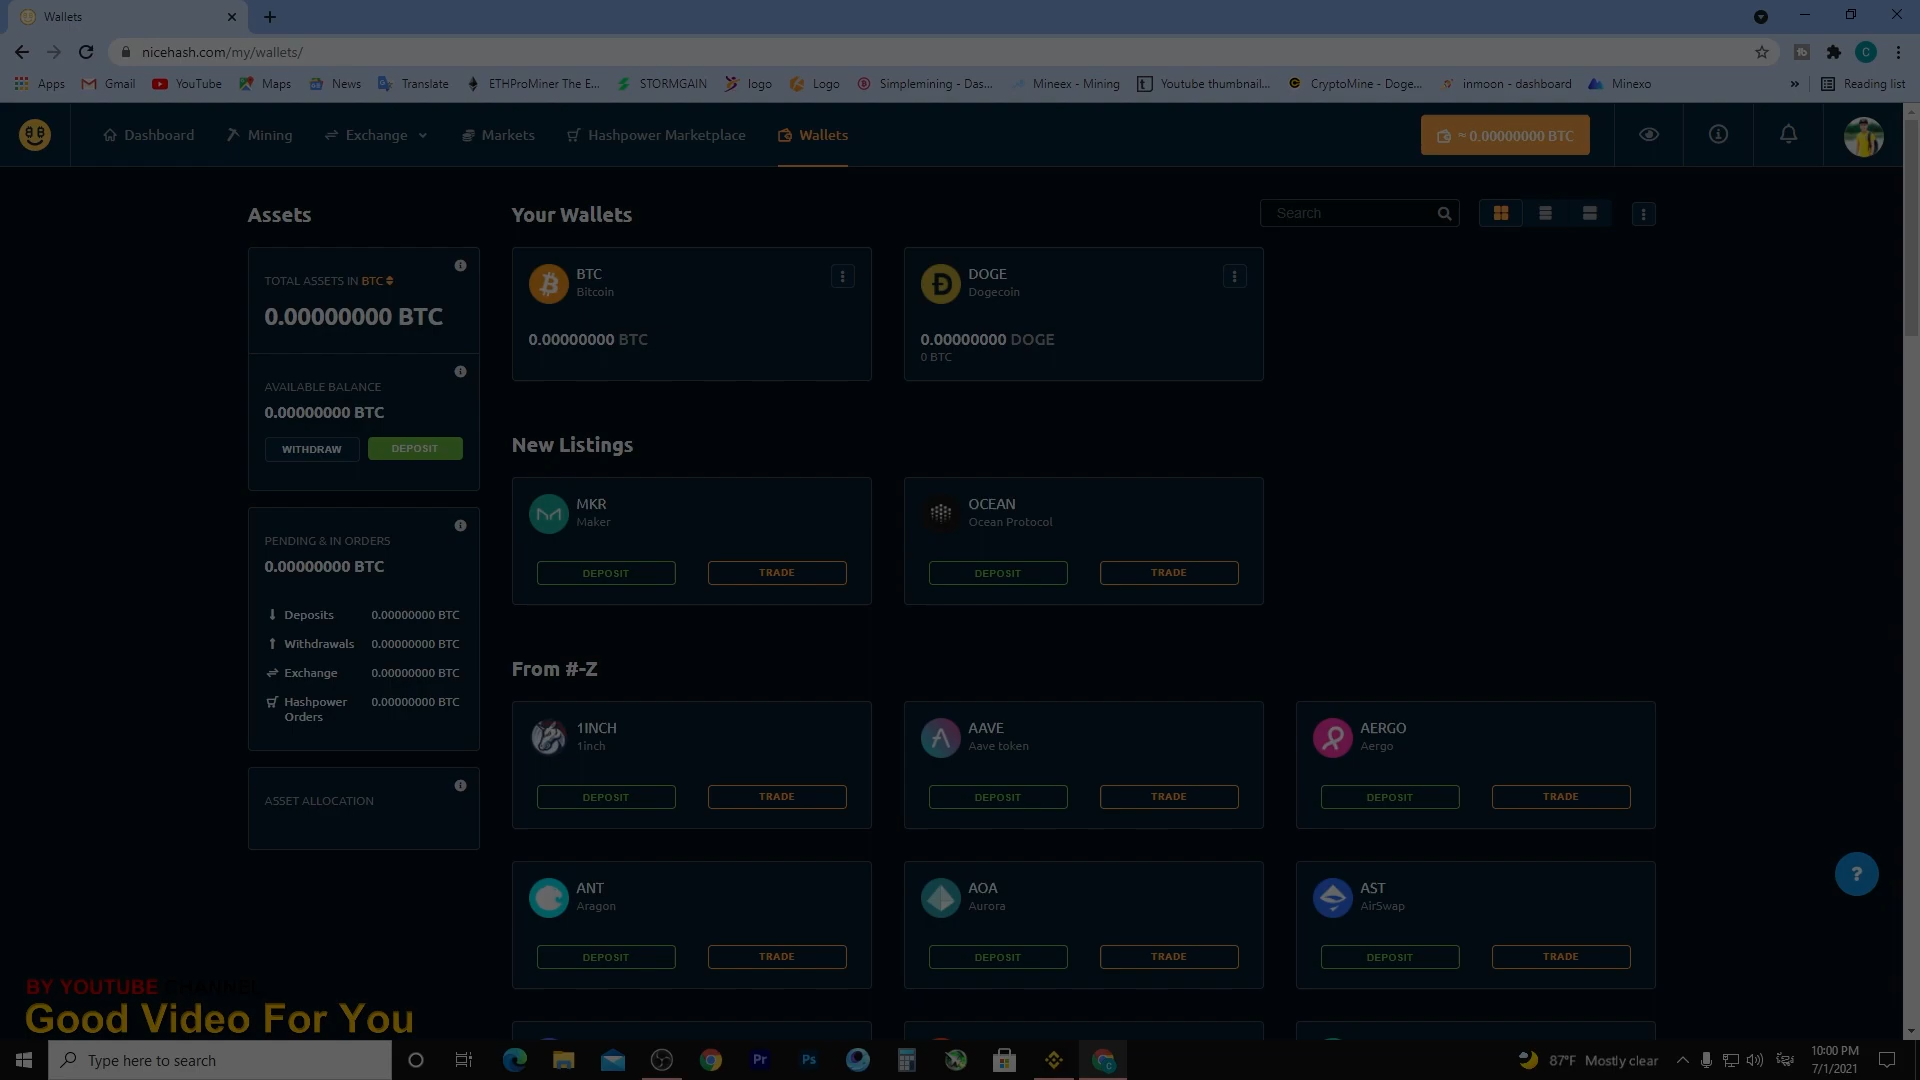 Wallets
nicehash.com/my/wallets/
Apps Gmail YouTube Maps News Translate ETHProMiner The E... STORMGAIN logo Logo Simplemining - Das... Mineex - Mining Youtube thumbnail... CryptoMine - Doge... inmoon - dashboard Minexo » Reading list
Dashboard Mining Exchange Markets Hashpower Marketplace Wallets ≈ 0.00000000 BTC
Assets
TOTAL ASSETS IN BTC
0.00000000 BTC
AVAILABLE BALANCE
0.00000000 BTC
WITHDRAW DEPOSIT
PENDING & IN ORDERS
0.00000000 BTC
Deposits 0.00000000 BTC
Withdrawals 0.00000000 BTC
Exchange 0.00000000 BTC
Hashpower Orders 0.00000000 BTC
ASSET ALLOCATION
Your Wallets
Search
BTC
Bitcoin
0.00000000 BTC
DOGE
Dogecoin
0.00000000 DOGE
0 BTC
New Listings
MKR
Maker
DEPOSIT TRADE
OCEAN
Ocean Protocol
DEPOSIT TRADE
From #-Z
1INCH
1inch
DEPOSIT TRADE
AAVE
Aave token
DEPOSIT TRADE
AERGO
Aergo
DEPOSIT TRADE
ANT
Aragon
DEPOSIT TRADE
AOA
Aurora
DEPOSIT TRADE
AST
AirSwap
DEPOSIT TRADE
?
BY YOUTUBE CHANNEL
Good Video For You
Type here to search
Pr
Ps
87°F Mostly clear
10:00 PM
7/1/2021